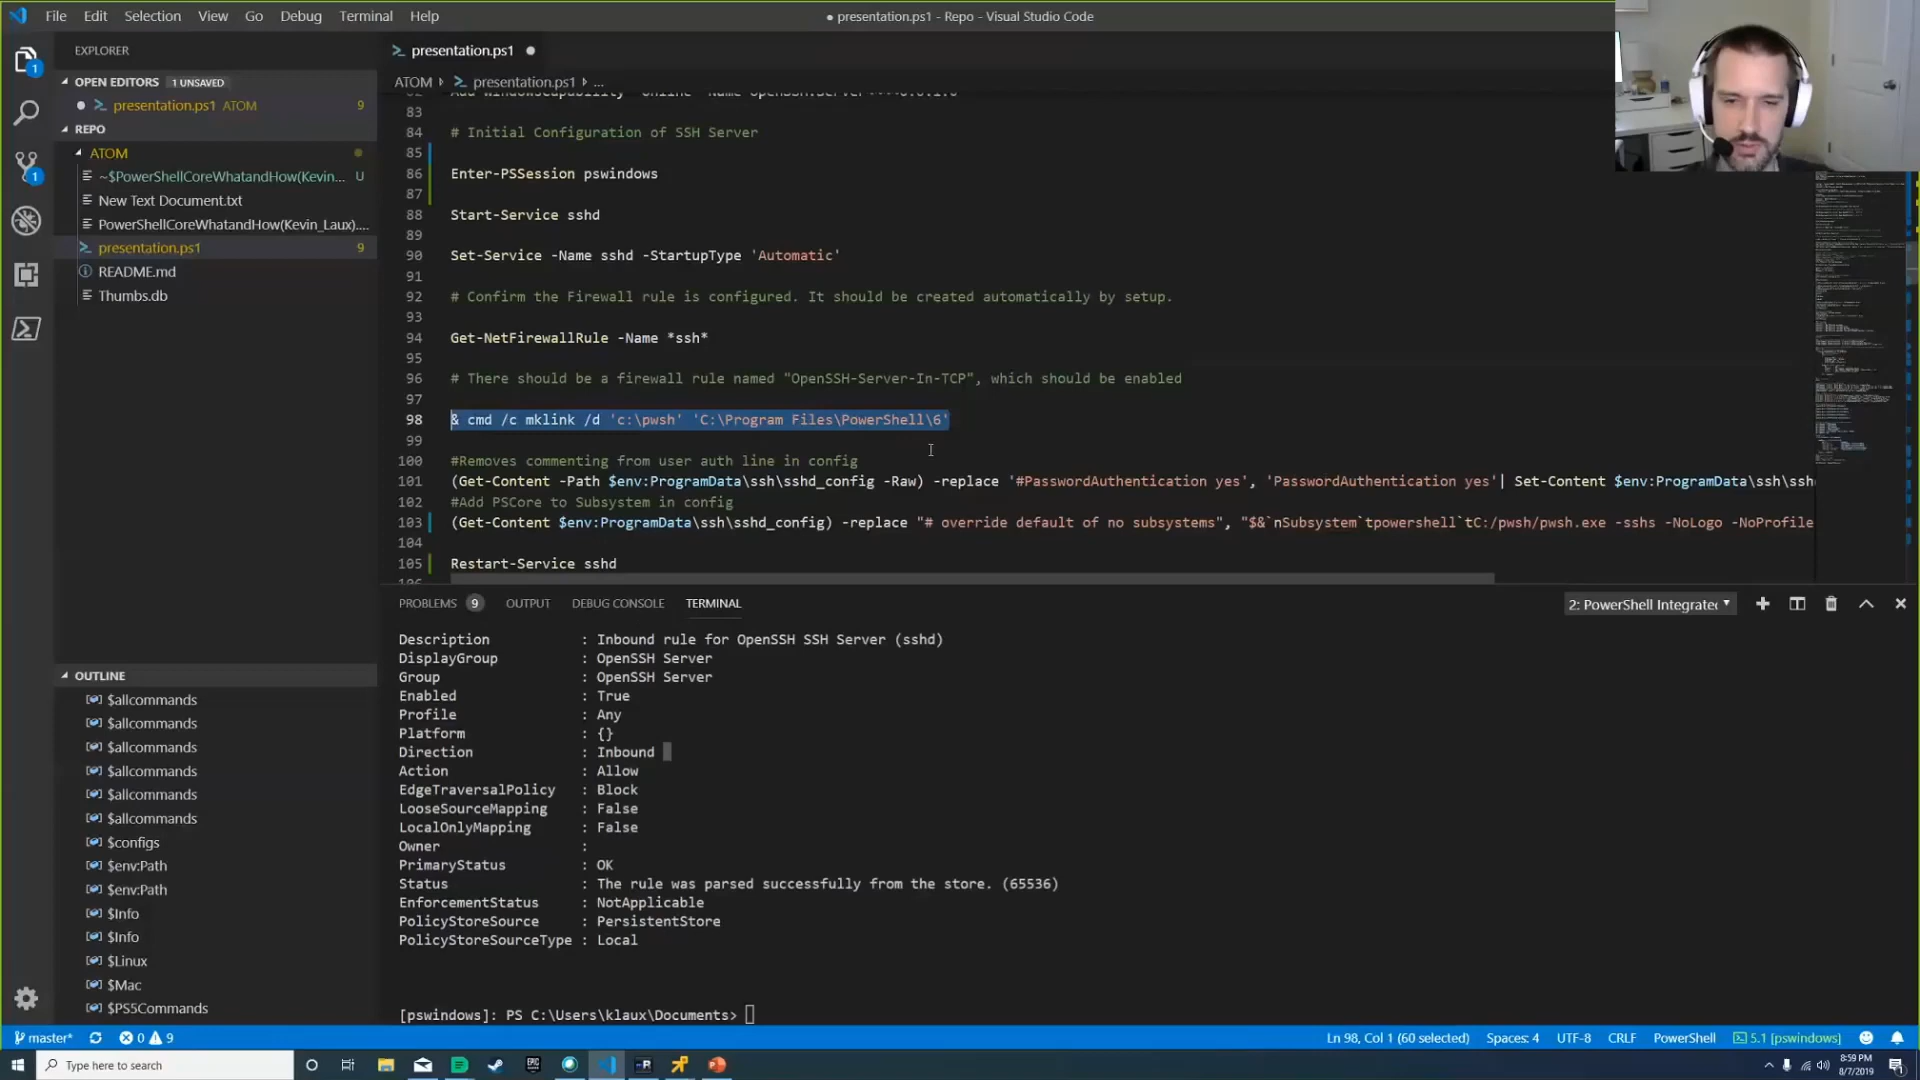 File Edit Selection View Go Debug Terminal Help
● presentation.ps1 - Repo - Visual Studio Code
EXPLORER
OPEN EDITORS 1 UNSAVED
presentation.ps1 ATOM 9
REPO
ATOM
~$PowerShellCoreWhatandHow(Kevin... U
New Text Document.txt
PowerShellCoreWhatandHow(Kevin_Laux)....
presentation.ps1 9
README.md
Thumbs.db
OUTLINE
$allcommands
$allcommands
$allcommands
$allcommands
$allcommands
$allcommands
$configs
$env:Path
$env:Path
$Info
$Info
$Linux
$Mac
$PS5Commands
1
1
presentation.ps1
ATOM presentation.ps1 ...
83
84 # Initial Configuration of SSH Server
85
86 Enter-PSSession pswindows
87
88 Start-Service sshd
89
90 Set-Service -Name sshd -StartupType 'Automatic'
91
92 # Confirm the Firewall rule is configured. It should be created automatically by setup.
93
94 Get-NetFirewallRule -Name *ssh*
95
96 # There should be a firewall rule named "OpenSSH-Server-In-TCP", which should be enabled
97
98 & cmd /c mklink /d 'c:\pwsh' 'C:\Program Files\PowerShell\6'
99
100 #Removes commenting from user auth line in config
101 (Get-Content -Path $env:ProgramData\ssh\sshd_config -Raw) -replace '#PasswordAuthentication yes', 'PasswordAuthentication yes'| Set-Content $env:ProgramData\ssh\ssh
102 #Add PSCore to Subsystem in config
103 (Get-Content $env:ProgramData\ssh\sshd_config) -replace "# override default of no subsystems", "$&`nSubsystem`tpowershell`tC:/pwsh/pwsh.exe -sshs -NoLogo -NoProfile
104
105 Restart-Service sshd
PROBLEMS 9 OUTPUT DEBUG CONSOLE TERMINAL
2: PowerShell Integrate
Description : Inbound rule for OpenSSH SSH Server (sshd)
DisplayGroup : OpenSSH Server
Group : OpenSSH Server
Enabled : True
Profile : Any
Platform : {}
Direction : Inbound
Action : Allow
EdgeTraversalPolicy : Block
LooseSourceMapping : False
LocalOnlyMapping : False
Owner :
PrimaryStatus : OK
Status : The rule was parsed successfully from the store. (65536)
EnforcementStatus : NotApplicable
PolicyStoreSource : PersistentStore
PolicyStoreSourceType : Local
[pswindows]: PS C:\Users\klaux\Documents>
master* 0 9
Ln 98, Col 1 (60 selected) Spaces: 4 UTF-8 CRLF PowerShell 5.1 [pswindows]
Type here to search
8:59 PM
8/7/2019